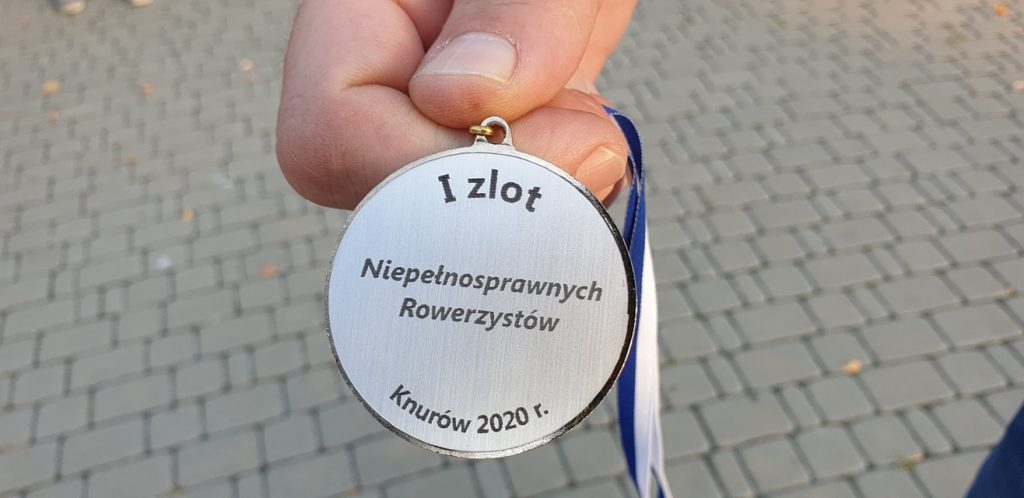 I zlot
Niepełnosprawnych
Rowerzystów
Knurów 2020 r.